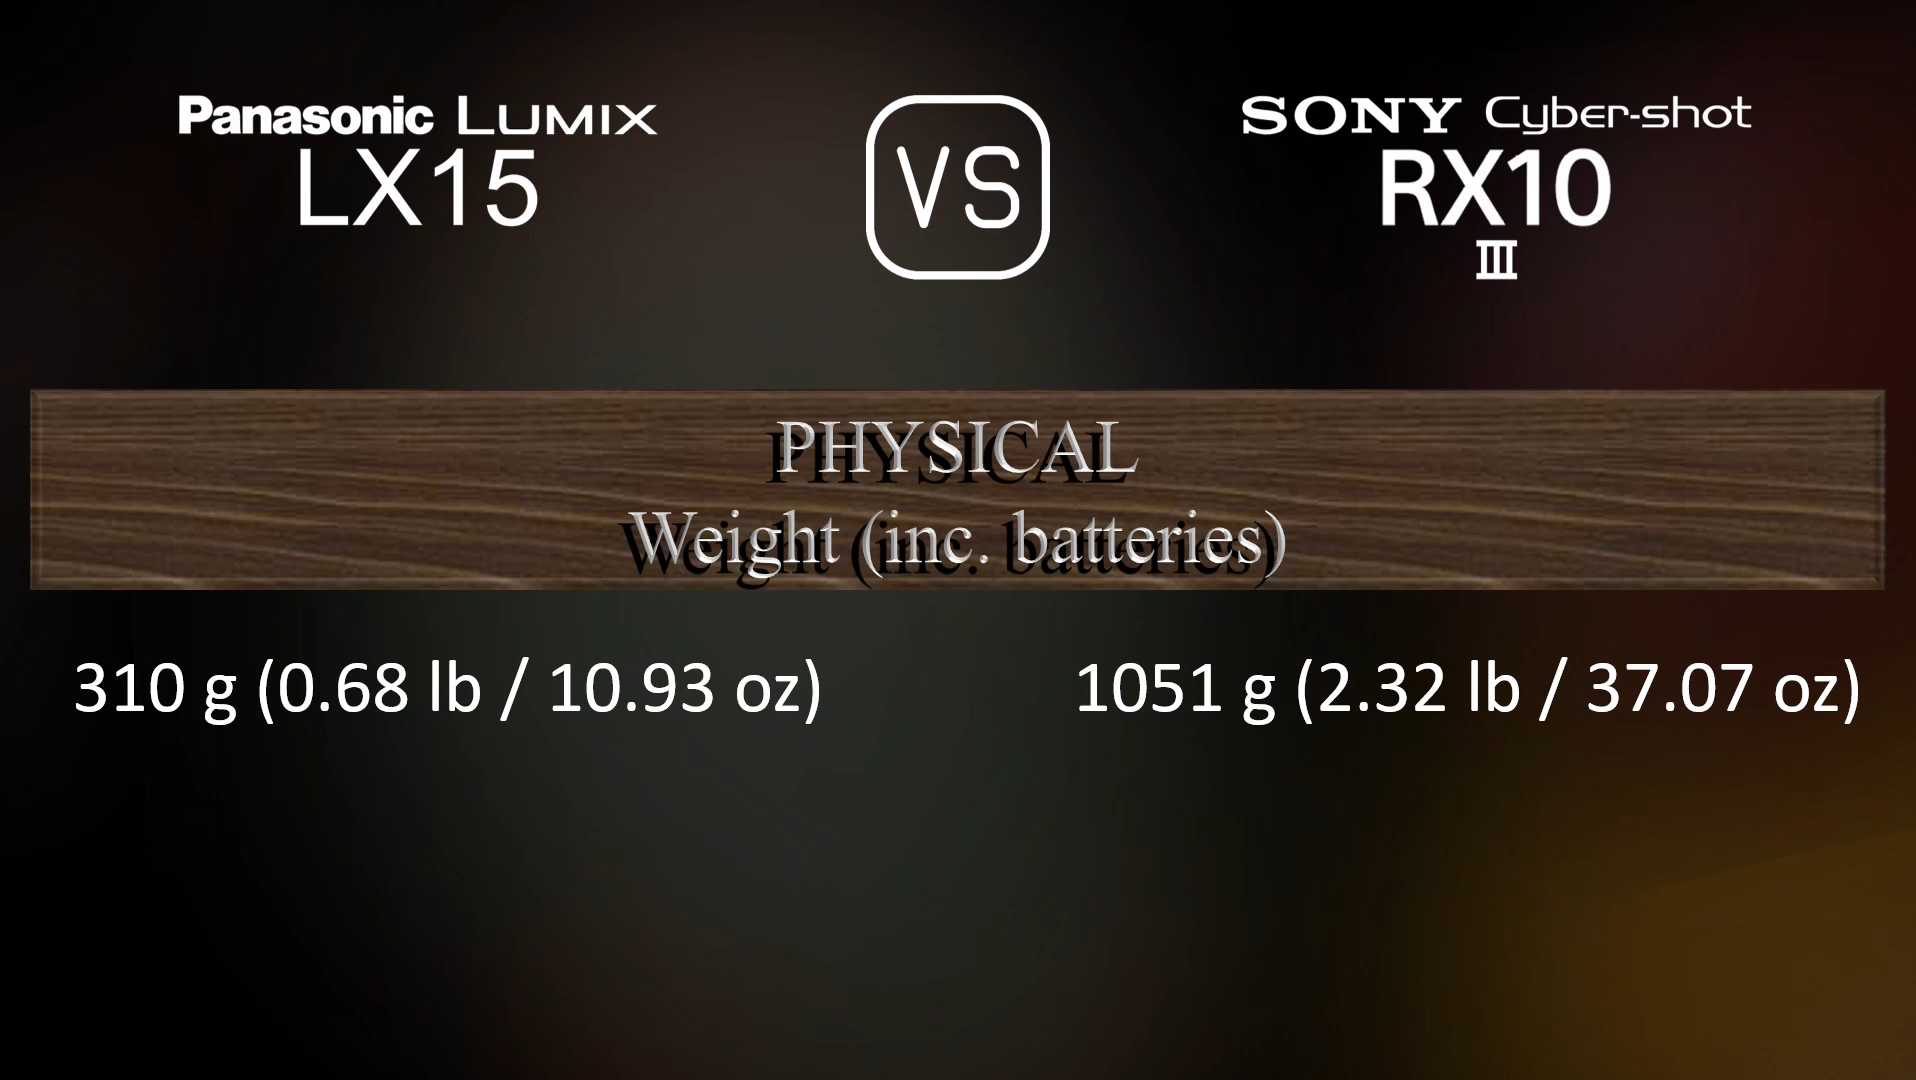 Panasonic LUMIX
LX15
VS
SONY Cyber-shot
RX10
III
PHYSICAL
Weight (inc. batteries)
310 g (0.68 lb / 10.93 oz)
1051 g (2.32 lb / 37.07 oz)